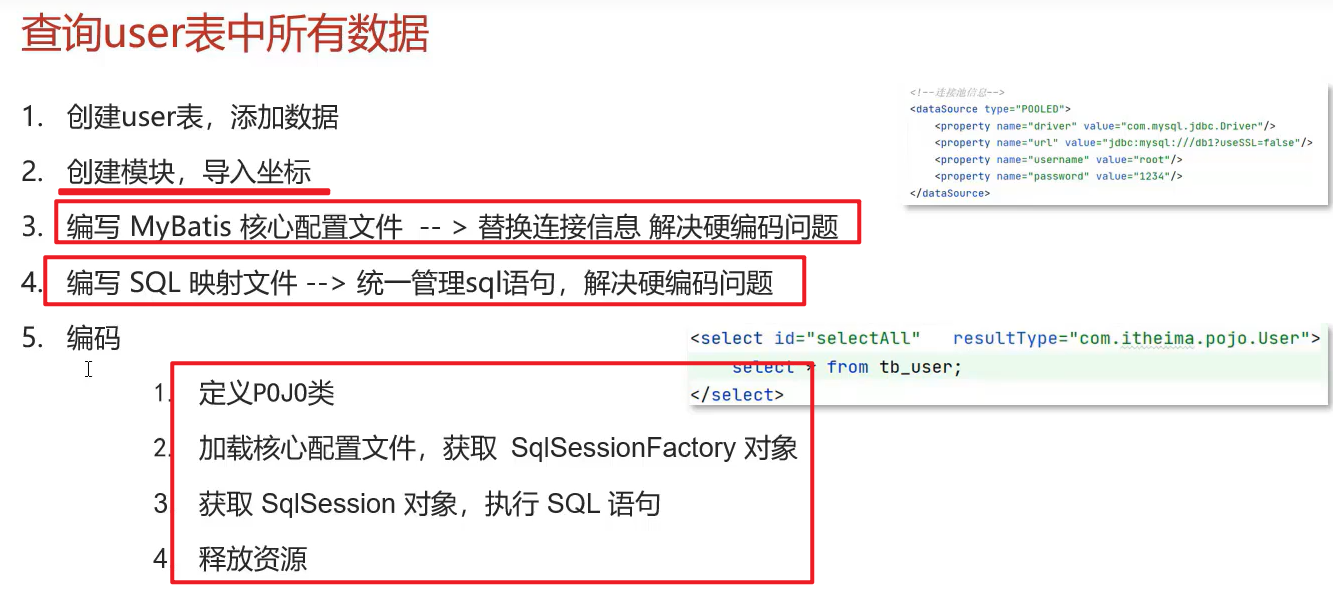 查询user表中所有数据
1. 创建user表，添加数据
2. 创建模块，导入坐标
3. 编写 MyBatis 核心配置文件 -- > 替换连接信息 解决硬编码问题
4. 编写 SQL 映射文件 --> 统一管理sql语句，解决硬编码问题
5. 编码
1. 定义POJO类
2. 加载核心配置文件，获取 SqlSessionFactory 对象
3. 获取 SqlSession 对象，执行 SQL 语句
4. 释放资源
<!--连接池信息-->
<dataSource type="POOLED">
<property name="driver" value="com.mysql.jdbc.Driver"/>
<property name="url" value="jdbc:mysql:///db1?useSSL=false"/>
<property name="username" value="root"/>
<property name="password" value="1234"/>
</dataSource>
<select id="selectAll" resultType="com.itheima.pojo.User">
select * from tb_user;
</select>